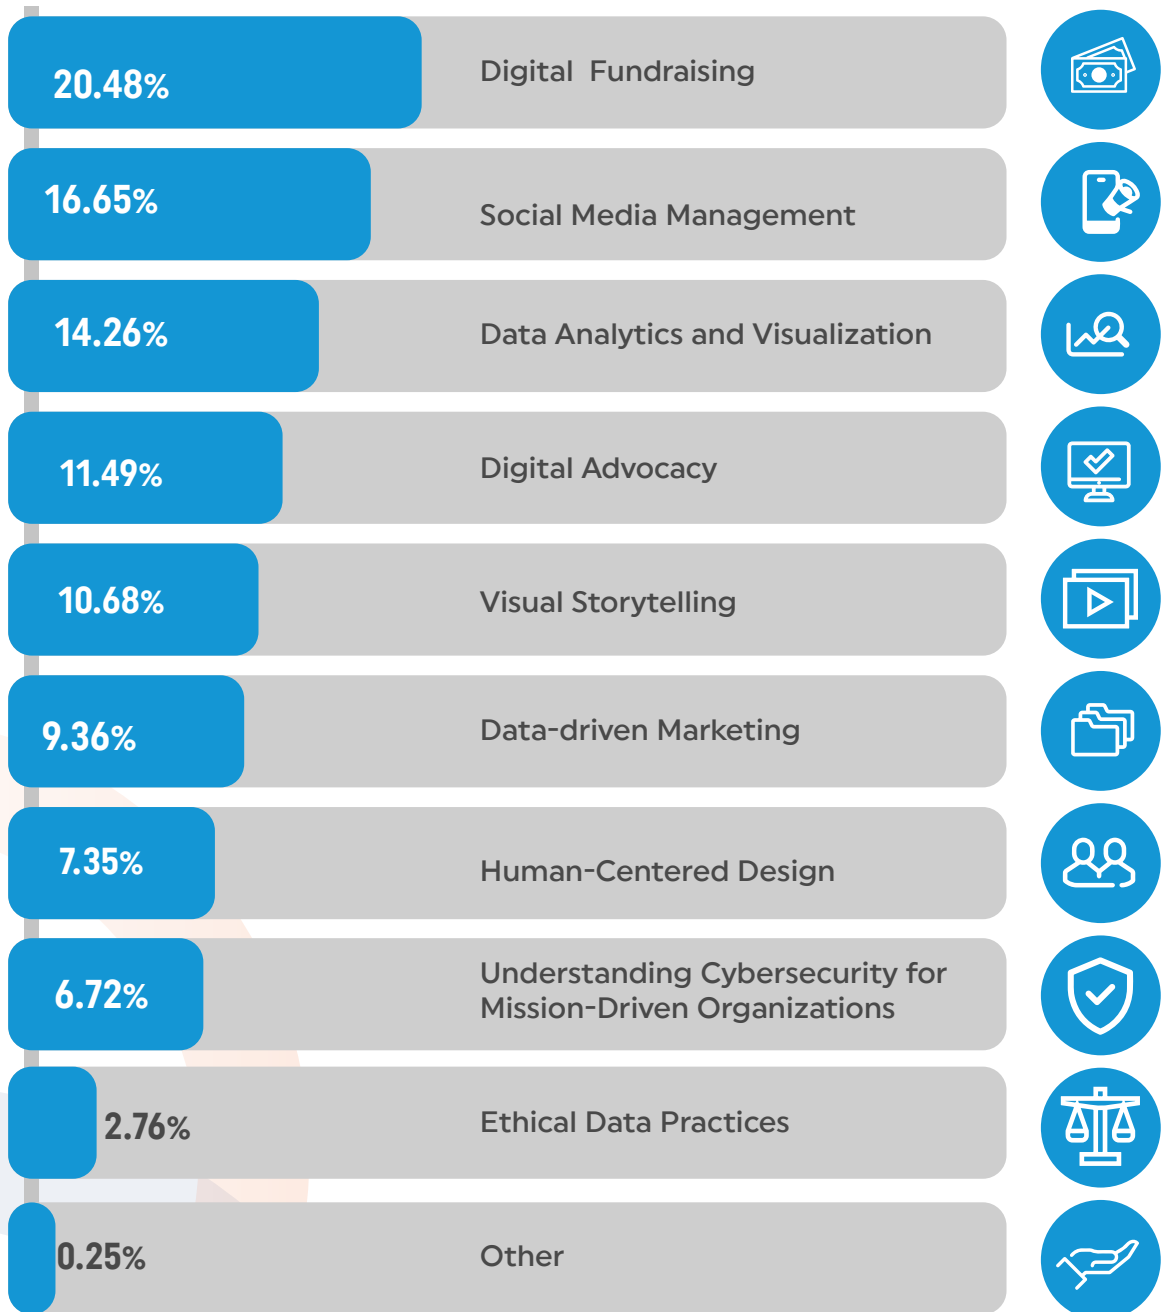 20.48%
Digital Fundraising
16.65%
Social Media Management
14.26%
Data Analytics and Visualization
11.49%
Digital Advocacy
10.68%
Visual Storytelling
9.36%
Data-driven Marketing
7.35%
Human-Centered Design
6.72%
Understanding Cybersecurity for
Mission-Driven Organizations
2.76%
Ethical Data Practices
0.25%
Other